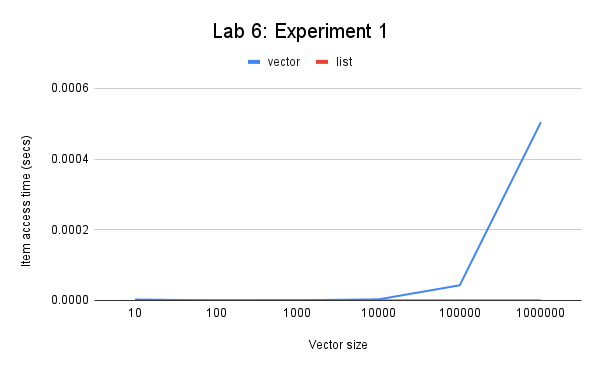 Lab 6: Experiment 1
vector list
0.0006
0.0004
0.0002
0.0000
Item access time (secs)
10 100 1000 10000 100000 1000000
Vector size